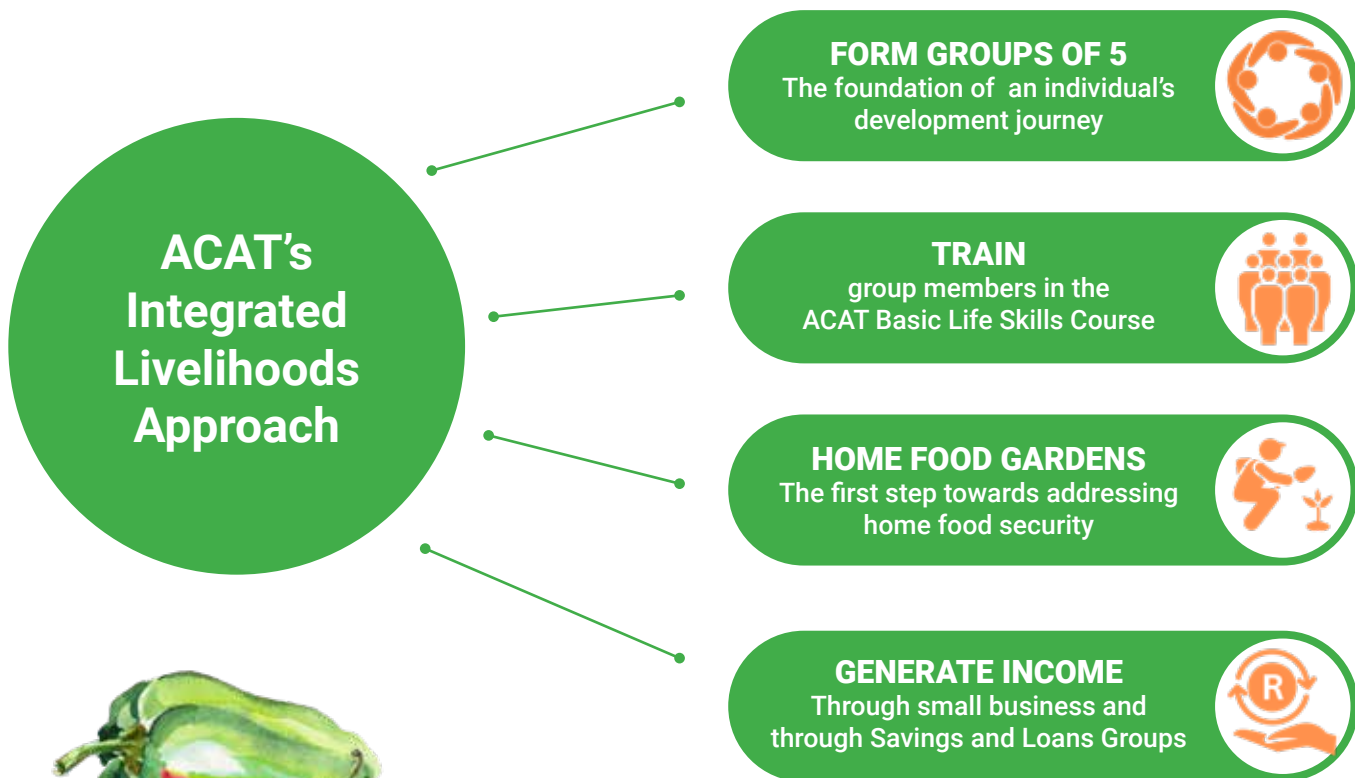 ACAT's
Integrated
Livelihoods
Approach
FORM GROUPS OF 5
The foundation of an individual's
development journey
TRAIN
group members in the
ACAT Basic Life Skills Course
HOME FOOD GARDENS
The first step towards addressing
home food security
GENERATE INCOME
Through small business and
through Savings and Loans Groups
R